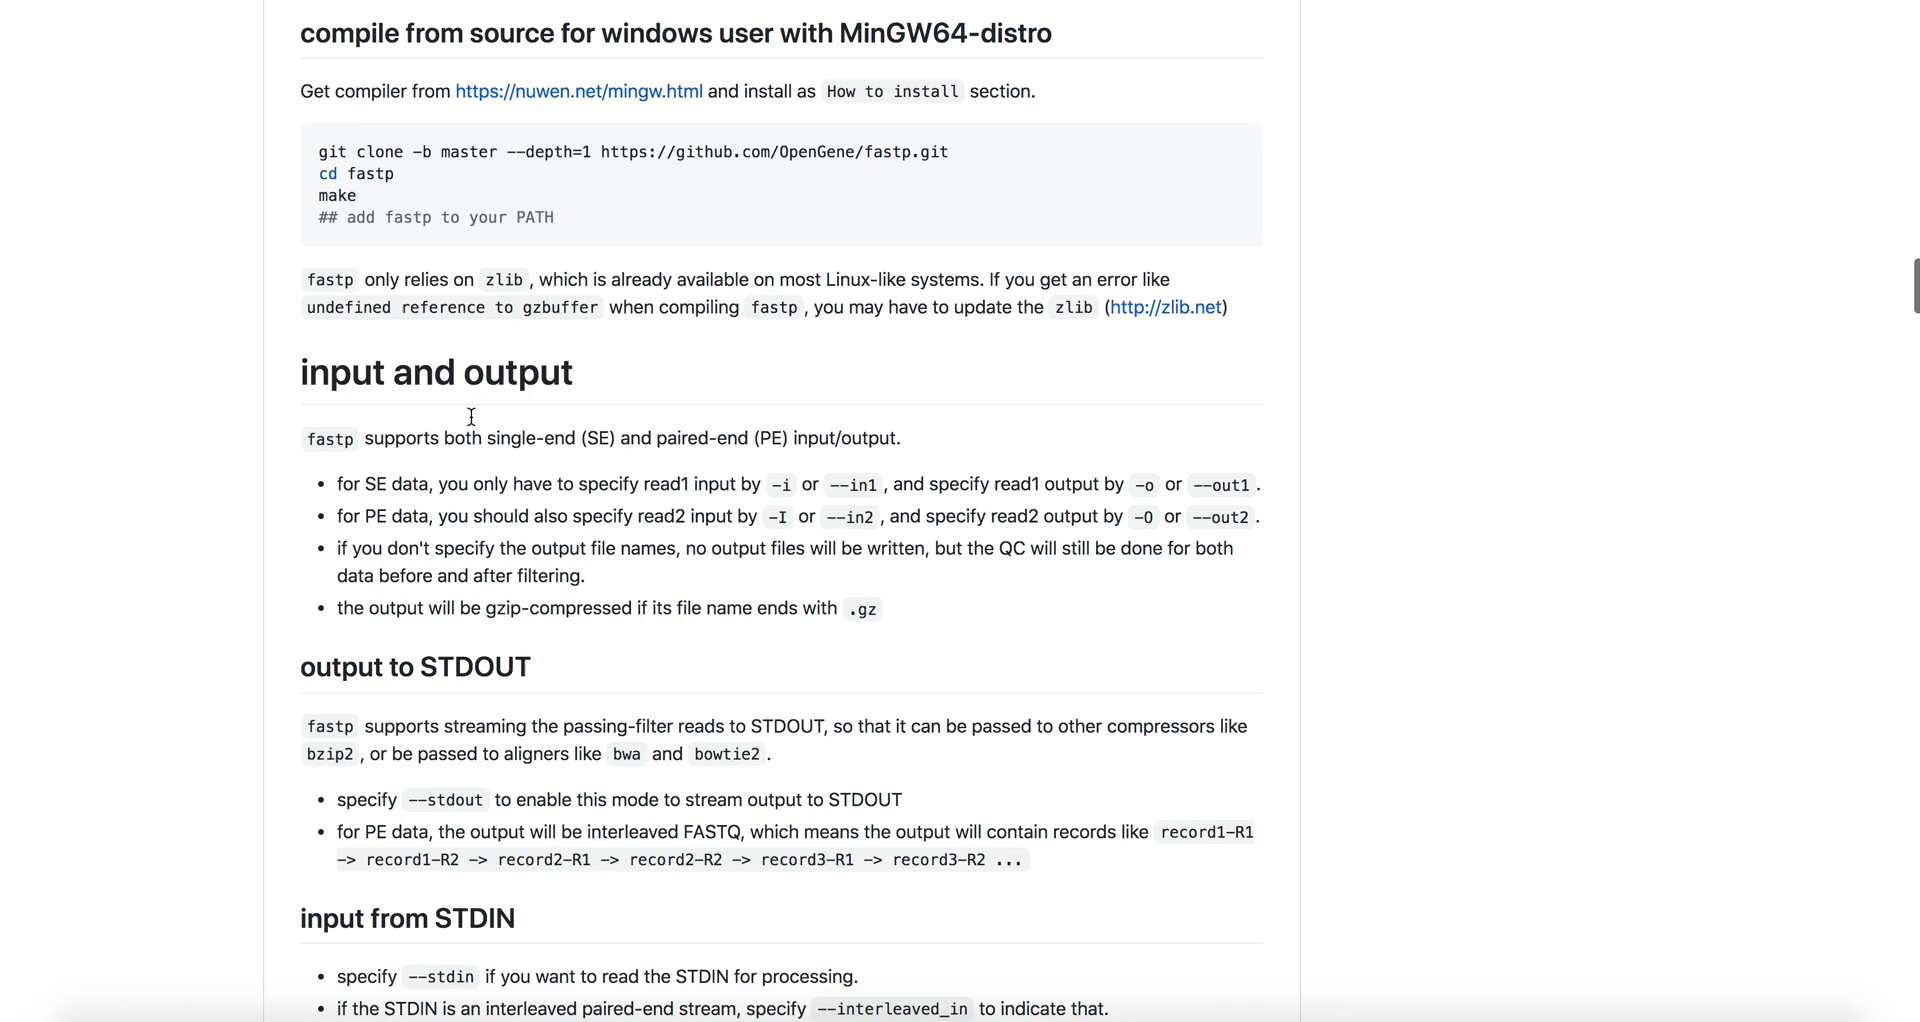 compile from source for windows user with MinGW64-distro
Get compiler from https://nuwen.net/mingw.html and install as How to install section.
git clone -b master --depth=1 https://github.com/OpenGene/fastp.git
cd fastp
make
## add fastp to your PATH
fastp only relies on zlib , which is already available on most Linux-like systems. If you get an error like
undefined reference to gzbuffer when compiling fastp , you may have to update the zlib (http://zlib.net)
input and output
fastp supports both single-end (SE) and paired-end (PE) input/output.
• for SE data, you only have to specify read1 input by -i or --in1 , and specify read1 output by -o or --out1 .
• for PE data, you should also specify read2 input by -I or --in2 , and specify read2 output by -O or --out2 .
• if you don't specify the output file names, no output files will be written, but the QC will still be done for both
data before and after filtering.
• the output will be gzip-compressed if its file name ends with .gz
output to STDOUT
fastp supports streaming the passing-filter reads to STDOUT, so that it can be passed to other compressors like
bzip2 , or be passed to aligners like bwa and bowtie2 .
• specify --stdout to enable this mode to stream output to STDOUT
• for PE data, the output will be interleaved FASTQ, which means the output will contain records like record1-R1
-> record1-R2 -> record2-R1 -> record2-R2 -> record3-R1 -> record3-R2 ...
input from STDIN
• specify --stdin if you want to read the STDIN for processing.
• if the STDIN is an interleaved paired-end stream, specify --interleaved_in to indicate that.